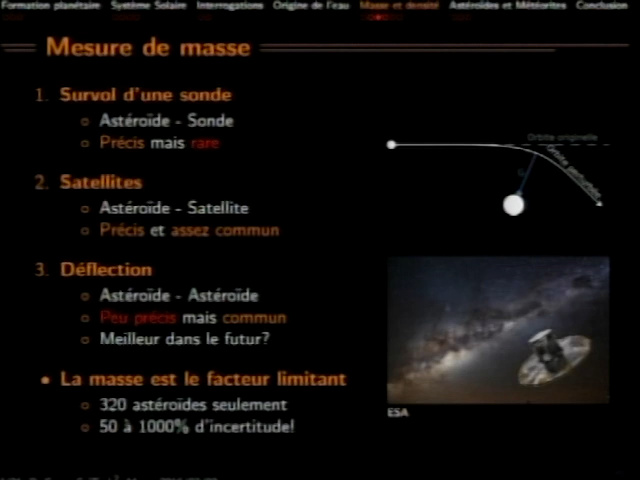 Formation planétaire Système Solaire Interrogations Origine de l'eau Masse et densité Astéroïdes et Météorites Conclusion
Mesure de masse
1. Survol d'une sonde
Astéroïde - Sonde
Précis mais rare
Orbite originelle
Orbite perturbée
2. Satellites
Astéroïde - Satellite
Précis et assez commun
3. Déflection
Astéroïde - Astéroïde
Peu précis mais commun
Meilleur dans le futur?
• La masse est le facteur limitant
320 astéroïdes seulement
50 à 1000% d'incertitude!
ESA